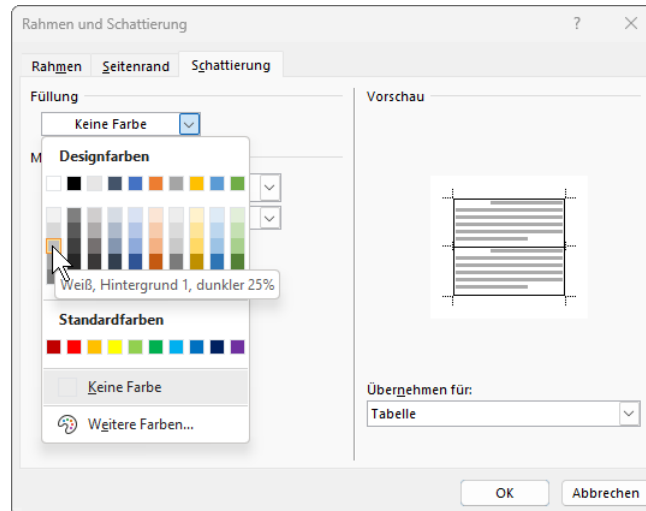 Rahmen und Schattierung
Rahmen Seitenrand Schattierung
Füllung
Keine Farbe
M
Designfarben
Weiß, Hintergrund 1, dunkler 25%
Standardfarben
Keine Farbe
Weitere Farben...
Vorschau
Übernehmen für:
Tabelle
OK Abbrechen